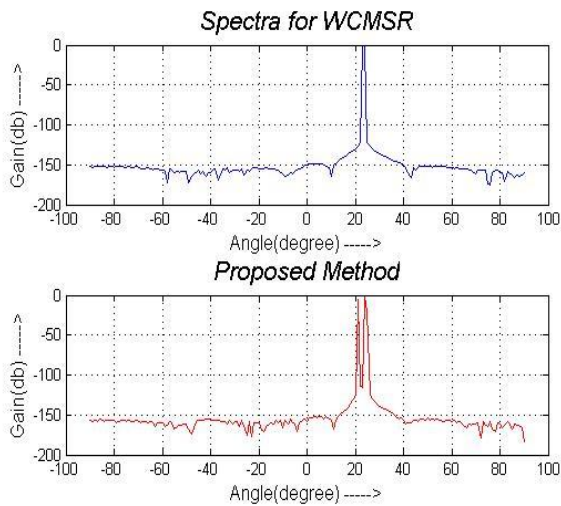 Spectra for WCMSR
0
-50
-100
-150
-200
Gain(db) ----->
-100 -80 -60 -40 -20 0 20 40 60 80 100
Angle(degree) ----->
Proposed Method
0
-50
-100
-150
-200
Gain(db) ----->
-100 -80 -60 -40 -20 0 20 40 60 80 100
Angle(degree) ----->